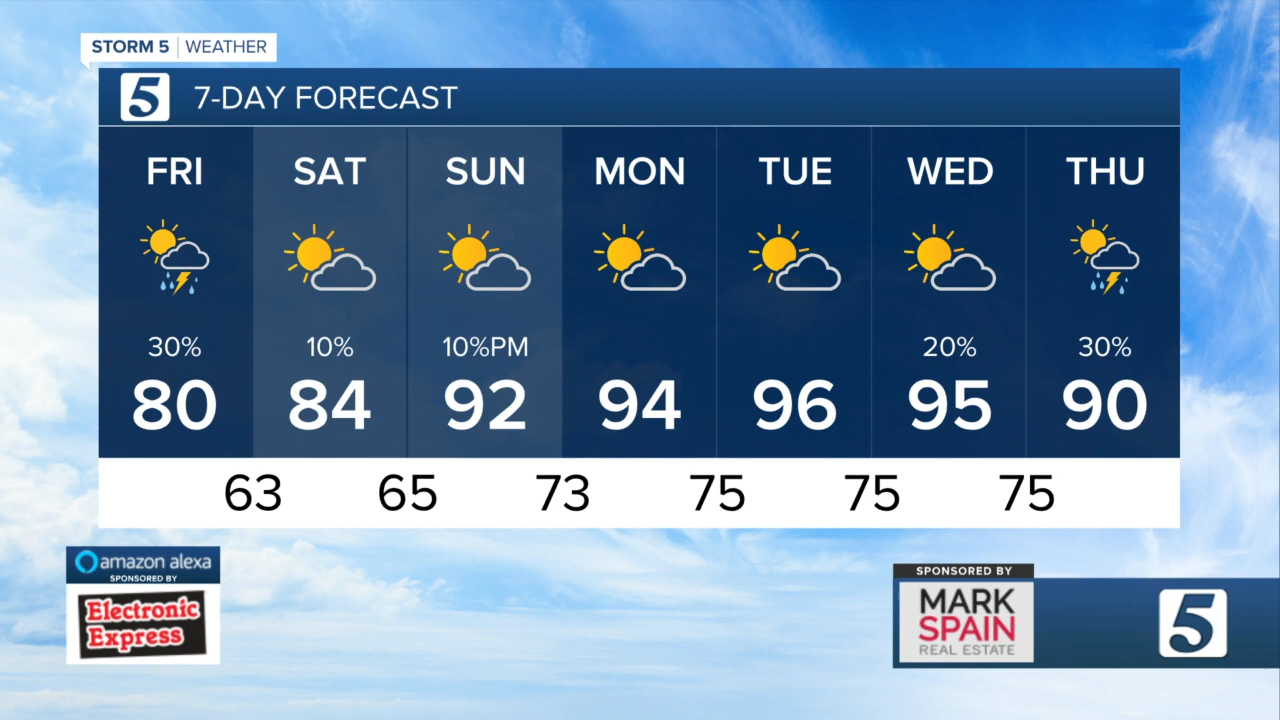 STORM 5 | WEATHER
5 7-DAY FORECAST
FRI SAT SUN MON TUE WED THU
30% 10% 10%PM 20% 30%
80 84 92 94 96 95 90
63 65 73 75 75 75
amazon alexa
SPONSORED BY
Electronic
Express
SPONSORED BY
MARK
SPAIN
REAL ESTATE
5